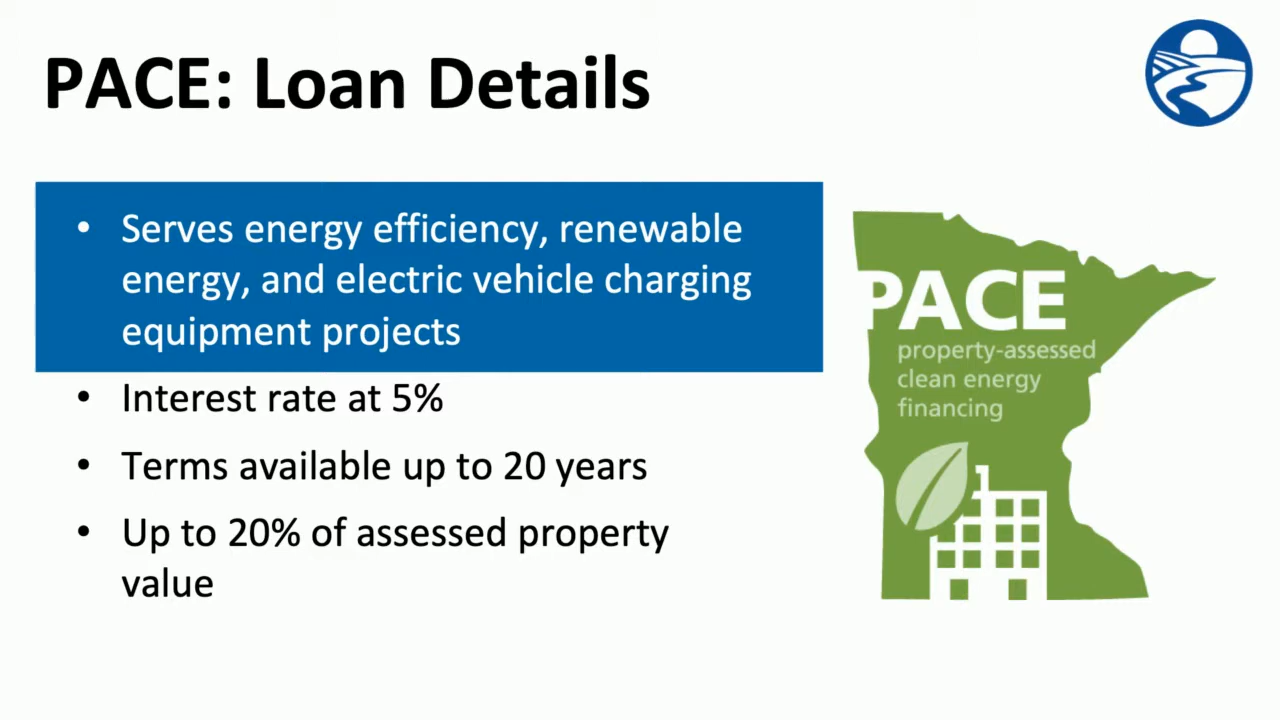 PACE: Loan Details
• Serves energy efficiency, renewable
energy, and electric vehicle charging
equipment projects
• Interest rate at 5%
• Terms available up to 20 years
• Up to 20% of assessed property
value
PACE
property-assessed
clean energy
financing